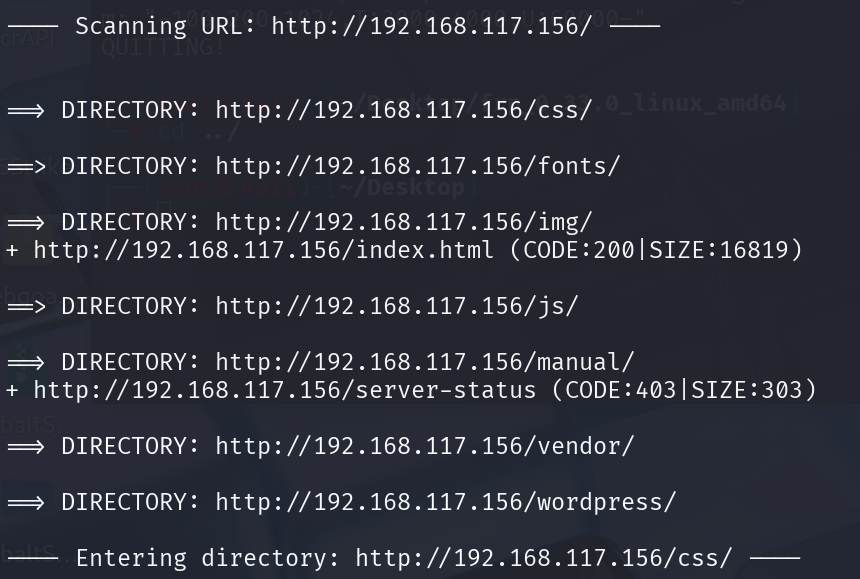 ──── Scanning URL: http://192.168.117.156/ ────
==> DIRECTORY: http://192.168.117.156/css/
==> DIRECTORY: http://192.168.117.156/fonts/
==> DIRECTORY: http://192.168.117.156/img/
+ http://192.168.117.156/index.html (CODE:200|SIZE:16819)
==> DIRECTORY: http://192.168.117.156/js/
==> DIRECTORY: http://192.168.117.156/manual/
+ http://192.168.117.156/server-status (CODE:403|SIZE:303)
==> DIRECTORY: http://192.168.117.156/vendor/
==> DIRECTORY: http://192.168.117.156/wordpress/
──── Entering directory: http://192.168.117.156/css/ ────
QUITTING!
cd ../
~/Desktop